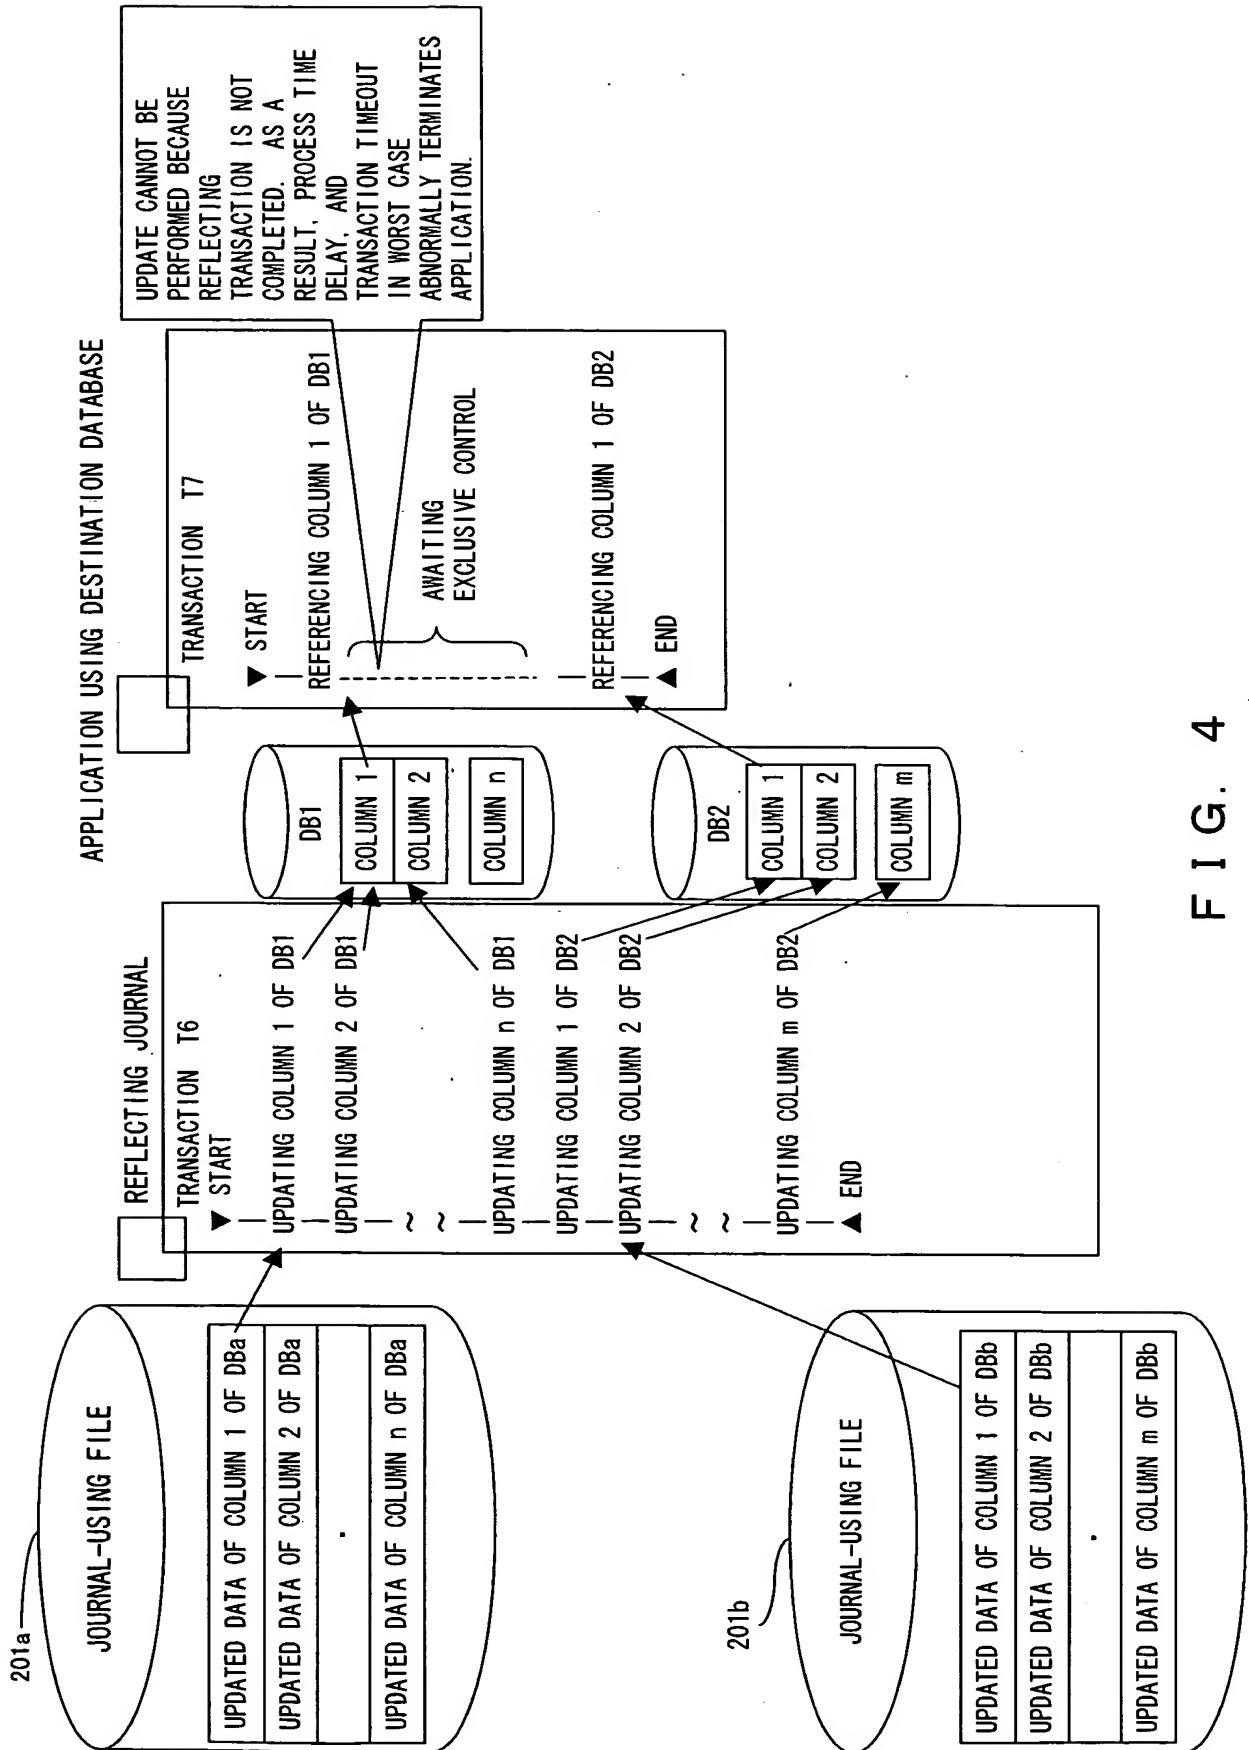 201a
JOURNAL-USING FILE
UPDATED DATA OF COLUMN 1 OF DBa
UPDATED DATA OF COLUMN 2 OF DBa
.
UPDATED DATA OF COLUMN n OF DBa
201b
JOURNAL-USING FILE
UPDATED DATA OF COLUMN 1 OF DBb
UPDATED DATA OF COLUMN 2 OF DBb
.
UPDATED DATA OF COLUMN m OF DBb
REFLECTING JOURNAL
TRANSACTION T6
START
UPDATING COLUMN 1 OF DB1
UPDATING COLUMN 2 OF DB1
~
~
UPDATING COLUMN n OF DB1
UPDATING COLUMN 1 OF DB2
UPDATING COLUMN 2 OF DB2
~
~
UPDATING COLUMN m OF DB2
END
DB1
COLUMN 1
COLUMN 2
COLUMN n
DB2
COLUMN 1
COLUMN 2
COLUMN m
APPLICATION USING DESTINATION DATABASE
TRANSACTION T7
START
REFERENCING COLUMN 1 OF DB1
AWAITING
EXCLUSIVE CONTROL
REFERENCING COLUMN 1 OF DB2
END
UPDATE CANNOT BE
PERFORMED BECAUSE
REFLECTING
TRANSACTION IS NOT
COMPLETED. AS A
RESULT, PROCESS TIME
DELAY, AND
TRANSACTION TIMEOUT
IN WORST CASE
ABNORMALLY TERMINATES
APPLICATION.
FIG. 4